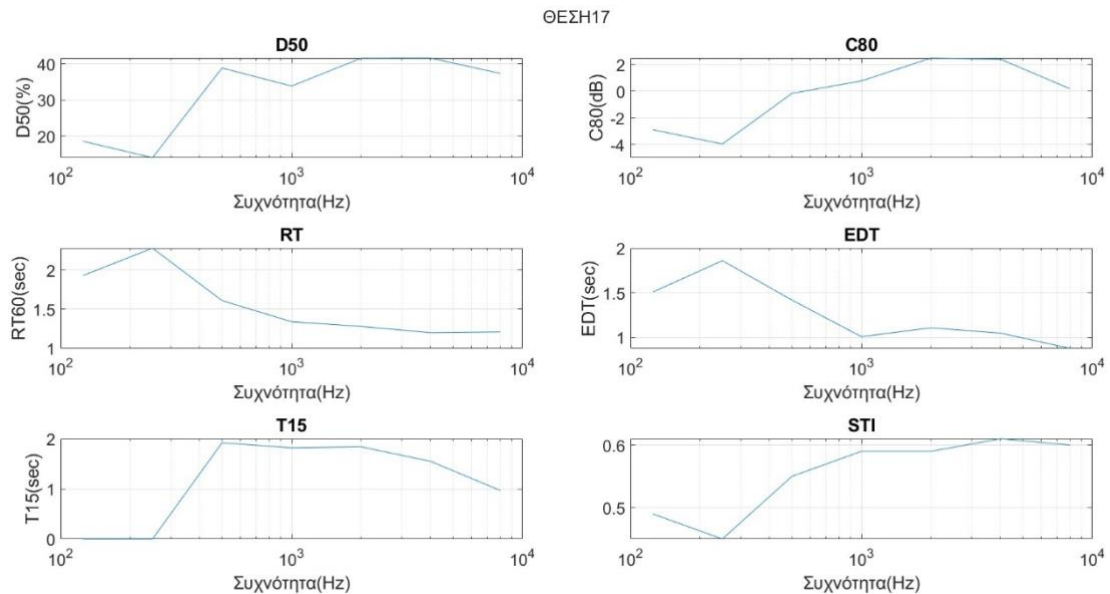 ΘΕΣΗ17
D50
D50(%)
40
30
20
10² 10³ 10⁴
Συχνότητα(Hz)
C80
C80(dB)
2
0
-2
-4
10² 10³ 10⁴
Συχνότητα(Hz)
RT
RT60(sec)
2
1.5
1
10² 10³ 10⁴
Συχνότητα(Hz)
EDT
EDT(sec)
2
1.5
1
10² 10³ 10⁴
Συχνότητα(Hz)
T15
T15(sec)
2
1
0
10² 10³ 10⁴
Συχνότητα(Hz)
STI
STI
0.6
0.5
10² 10³ 10⁴
Συχνότητα(Hz)